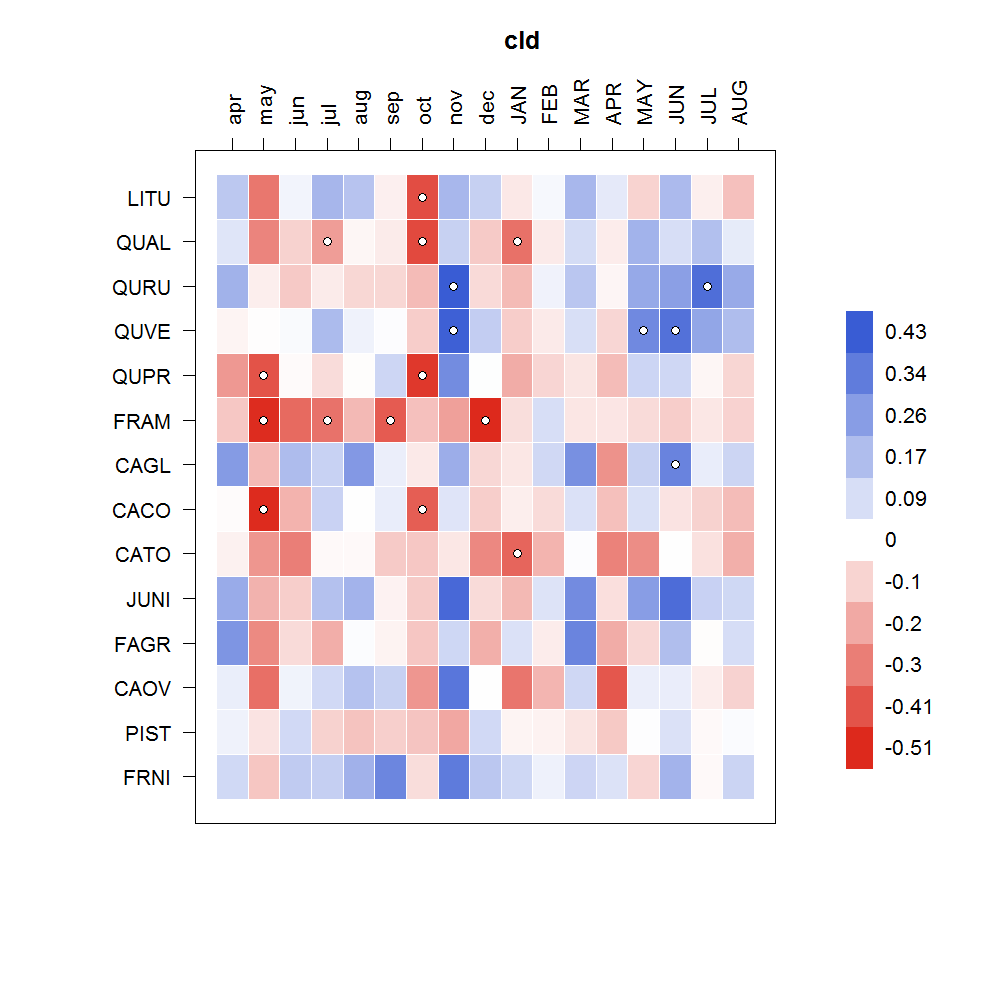 cld
apr may jun jul aug sep oct nov dec JAN FEB MAR APR MAY JUN JUL AUG
LITU
QUAL
QURU
QUVE
QUPR
FRAM
CAGL
CACO
CATO
JUNI
FAGR
CAOV
PIST
FRNI
0.43
0.34
0.26
0.17
0.09
0
-0.1
-0.2
-0.3
-0.41
-0.51